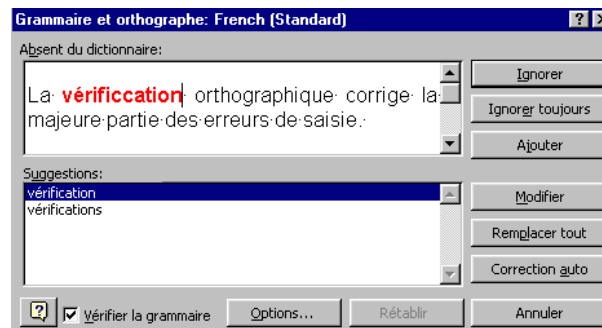 Grammaire et orthographe: French (Standard)
Absent du dictionnaire:
La vérificcation orthographique corrige la
majeure partie des erreurs de saisie.
Ignorer
Ignorer toujours
Ajouter
Suggestions:
vérification
vérifications
Modifier
Remplacer tout
Correction auto
Vérifier la grammaire
Options...
Rétablir
Annuler